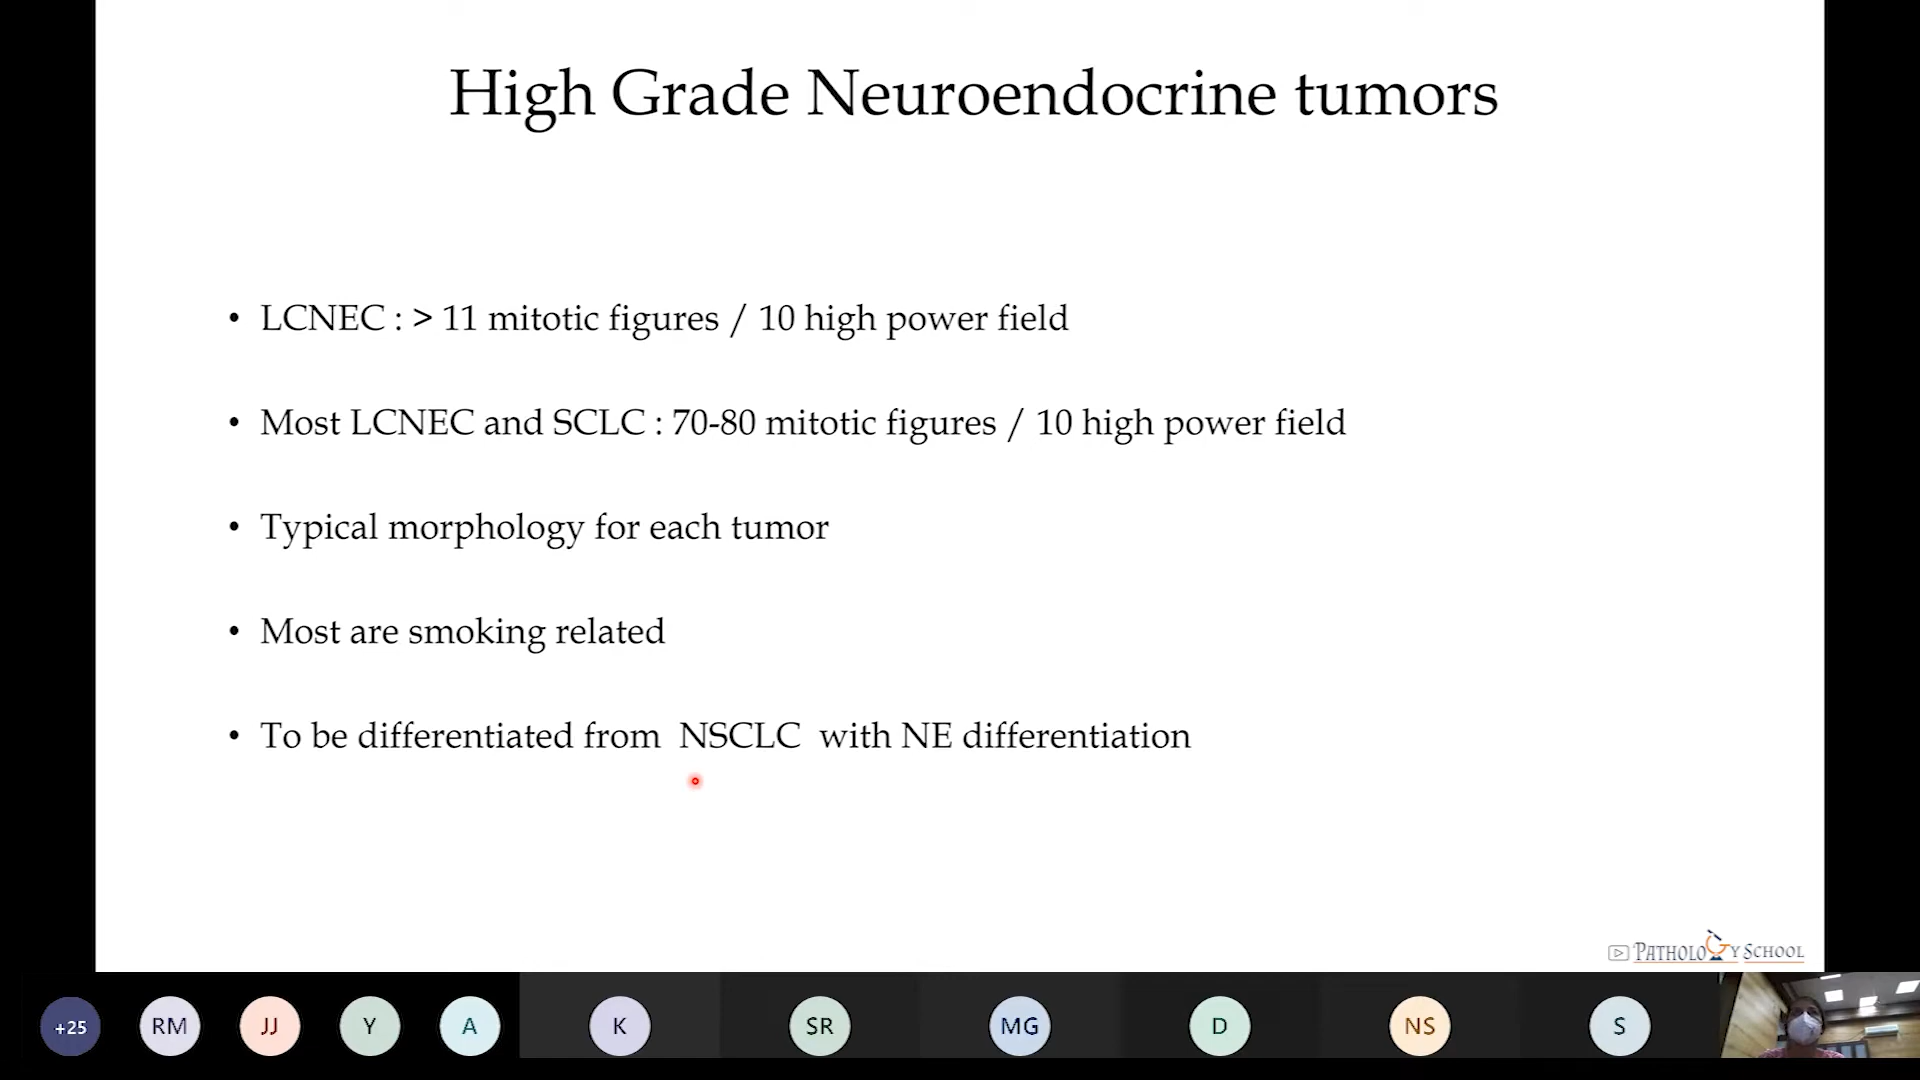 High Grade Neuroendocrine tumors
• LCNEC : > 11 mitotic figures / 10 high power field
• Most LCNEC and SCLC : 70-80 mitotic figures / 10 high power field
• Typical morphology for each tumor
• Most are smoking related
• To be differentiated from NSCLC with NE differentiation
PATHOLOGY SCHOOL
+25 RM JJ Y A K SR MG D NS S